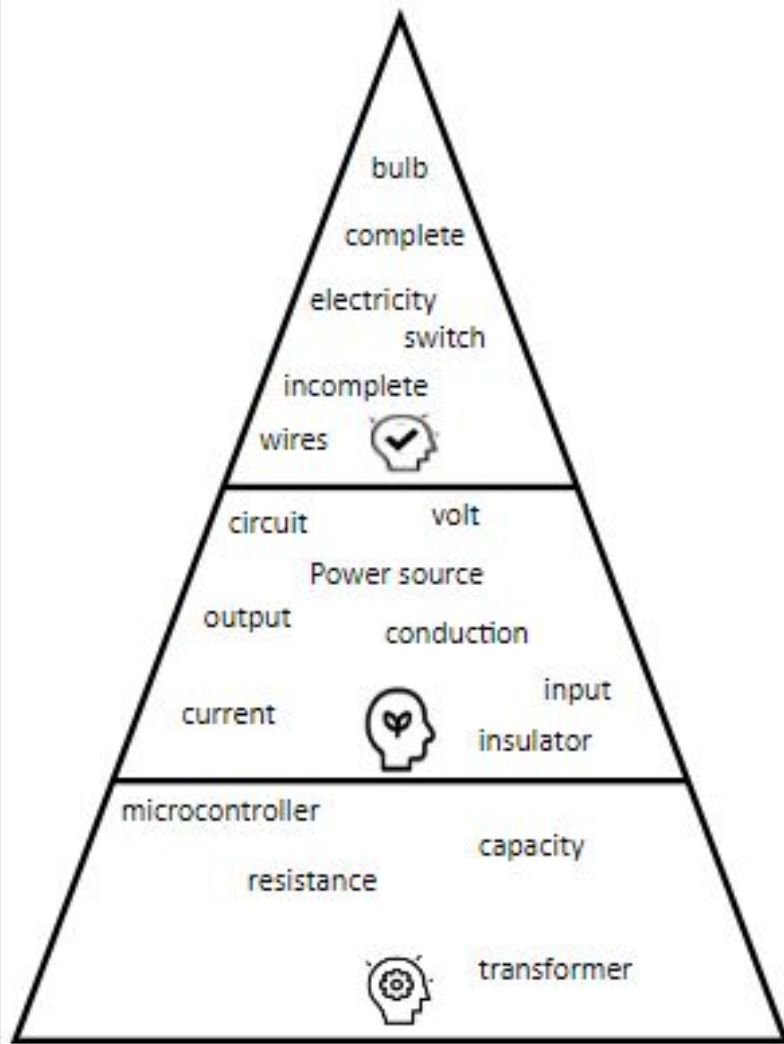 bulb
complete
electricity
switch
incomplete
wires
circuit
volt
Power source
output
conduction
input
current
insulator
microcontroller
capacity
resistance
transformer